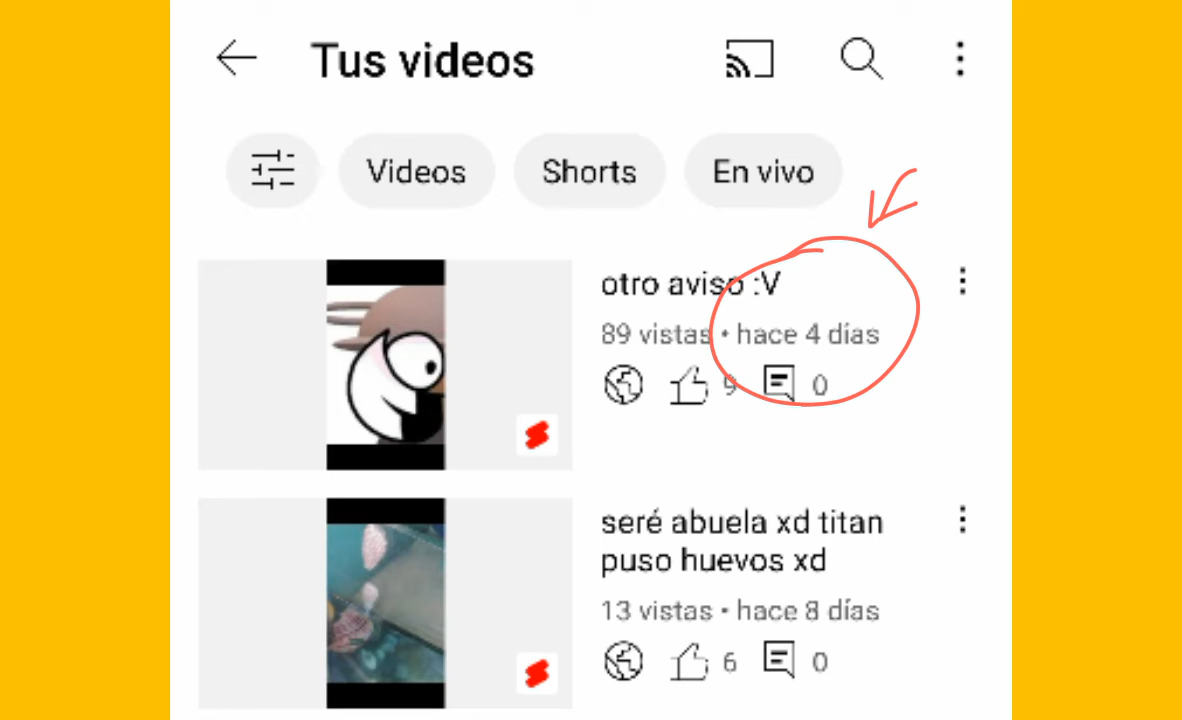 Tus videos
Videos
Shorts
En vivo
otro aviso :V
89 vistas • hace 4 días
9
0
seré abuela xd titan
puso huevos xd
13 vistas • hace 8 días
6
0